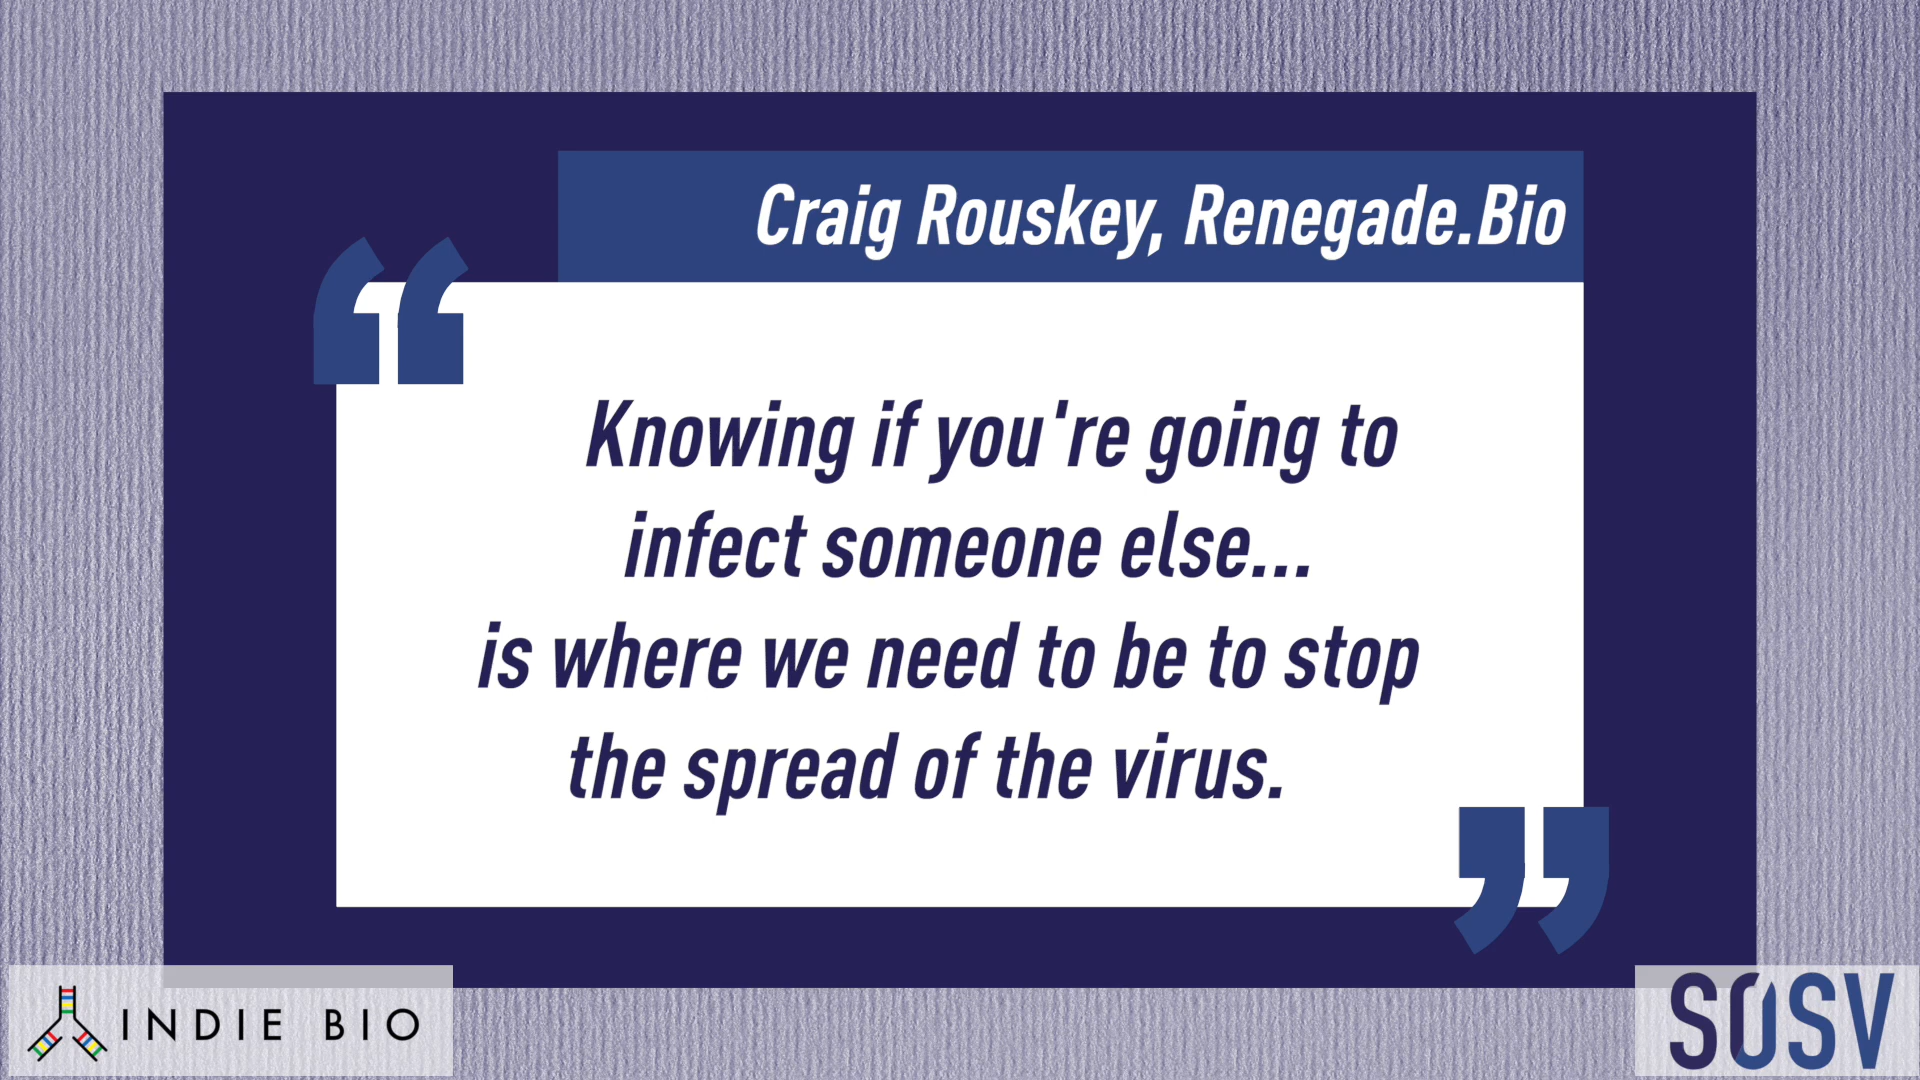 Craig Rouskey, Renegade.Bio
“
Knowing if you're going to
infect someone else...
is where we need to be to stop
the spread of the virus.
”
INDIE BIO
SOSV